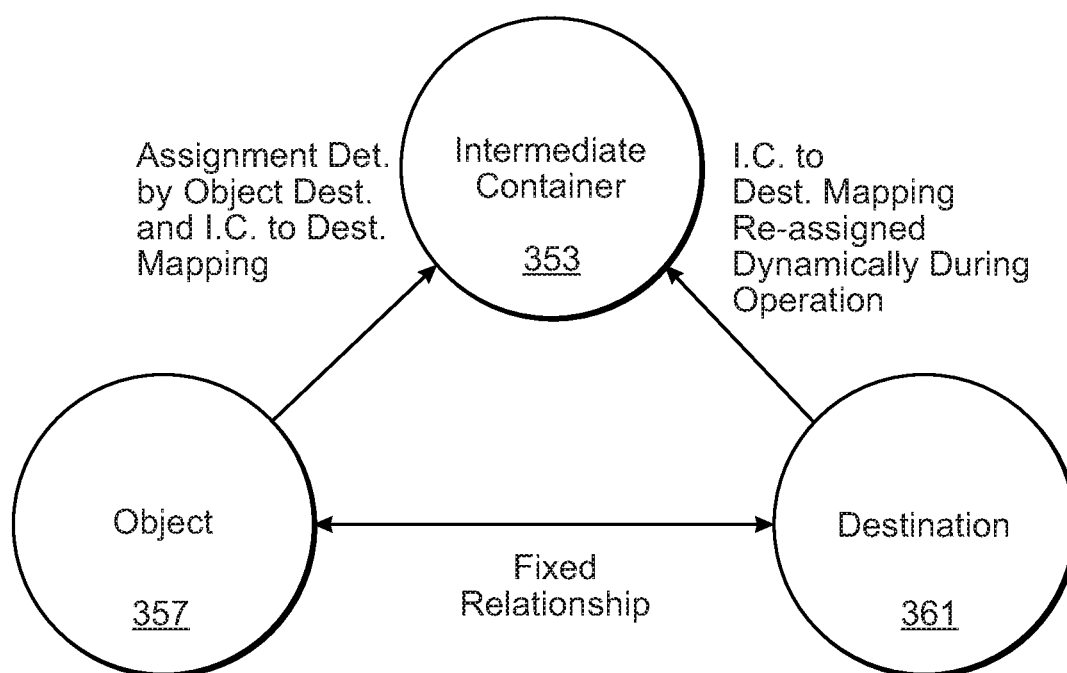 Assignment Det.
by Object Dest.
and I.C. to Dest.
Mapping
Intermediate
Container
353
I.C. to
Dest. Mapping
Re-assigned
Dynamically During
Operation
Object
357
Fixed
Relationship
Destination
361